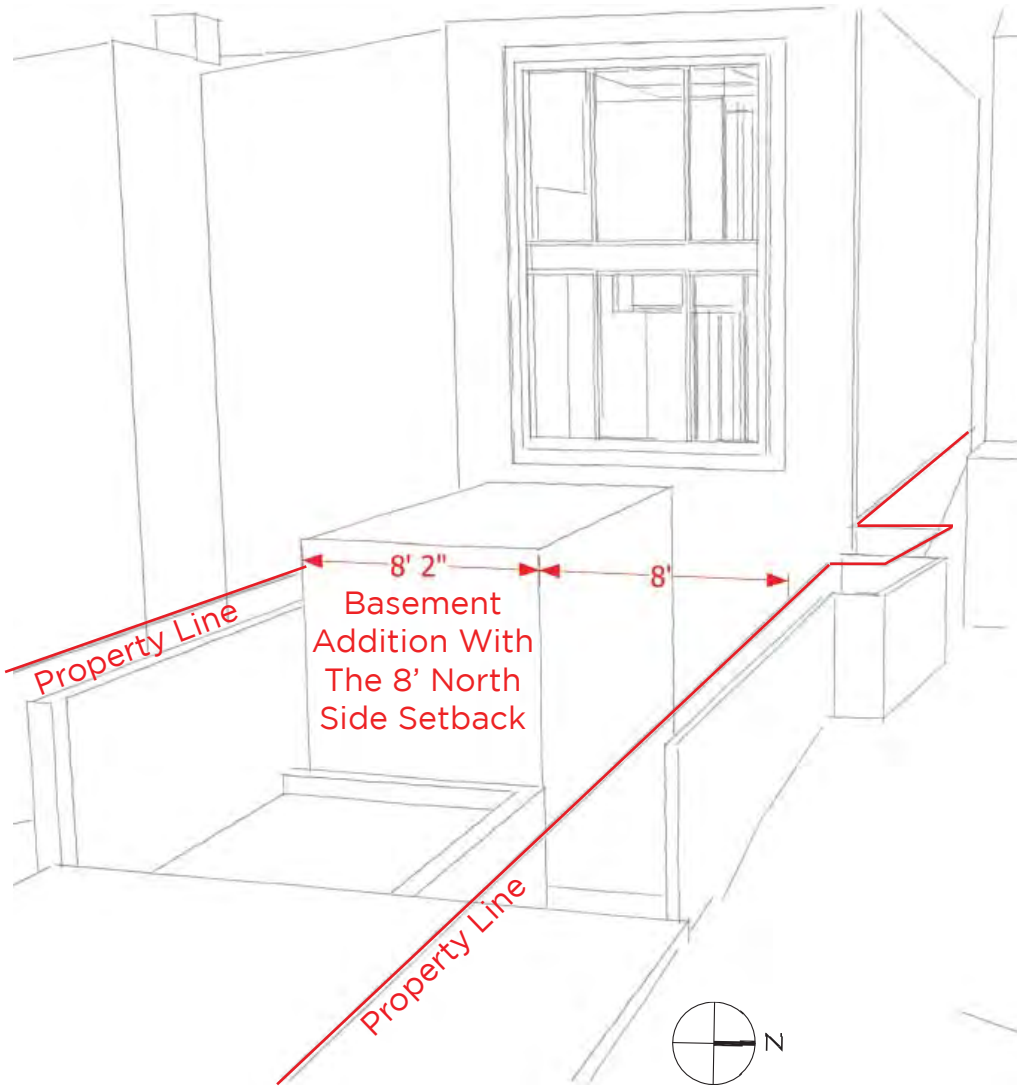 8' 2"
8'
Basement
Addition With
The 8’ North
Side Setback
Property Line
Property Line
N